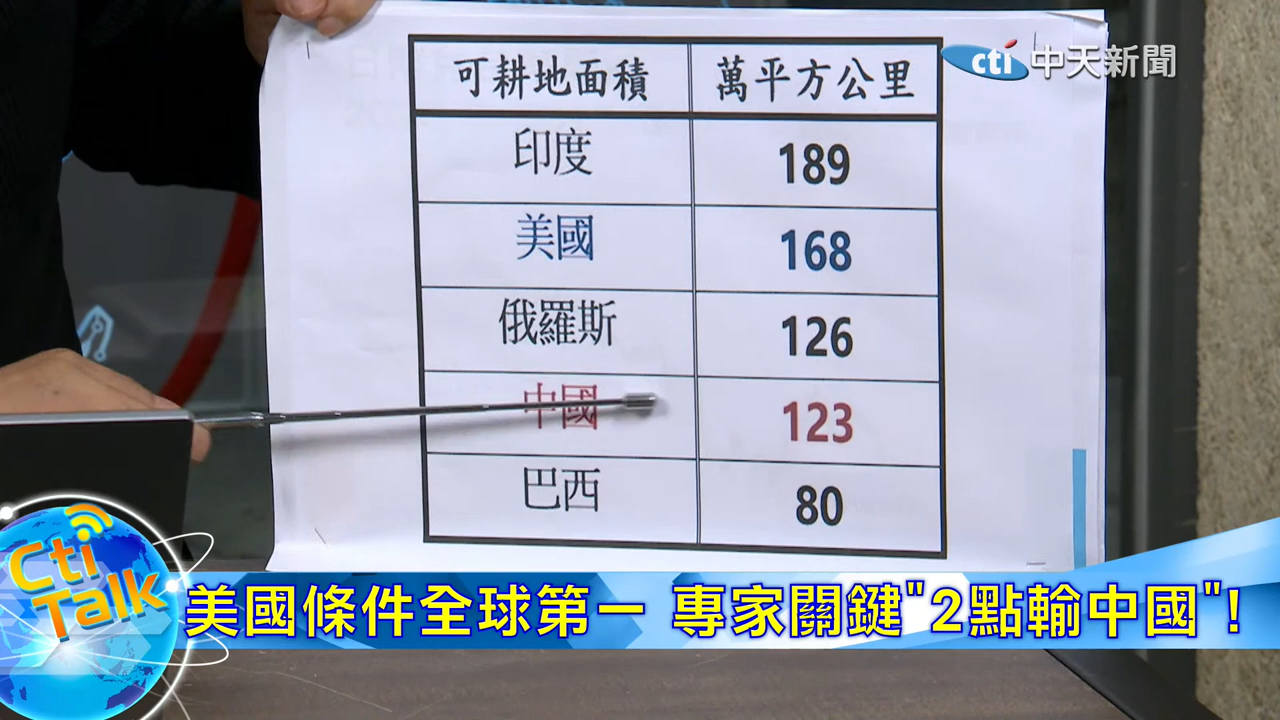 cti 中天新聞
可耕地面積 萬平方公里
印度 189
美國 168
俄羅斯 126
中國 123
巴西 80
Cti
Talk
美國條件全球第一 專家關鍵"2點輸中國"!